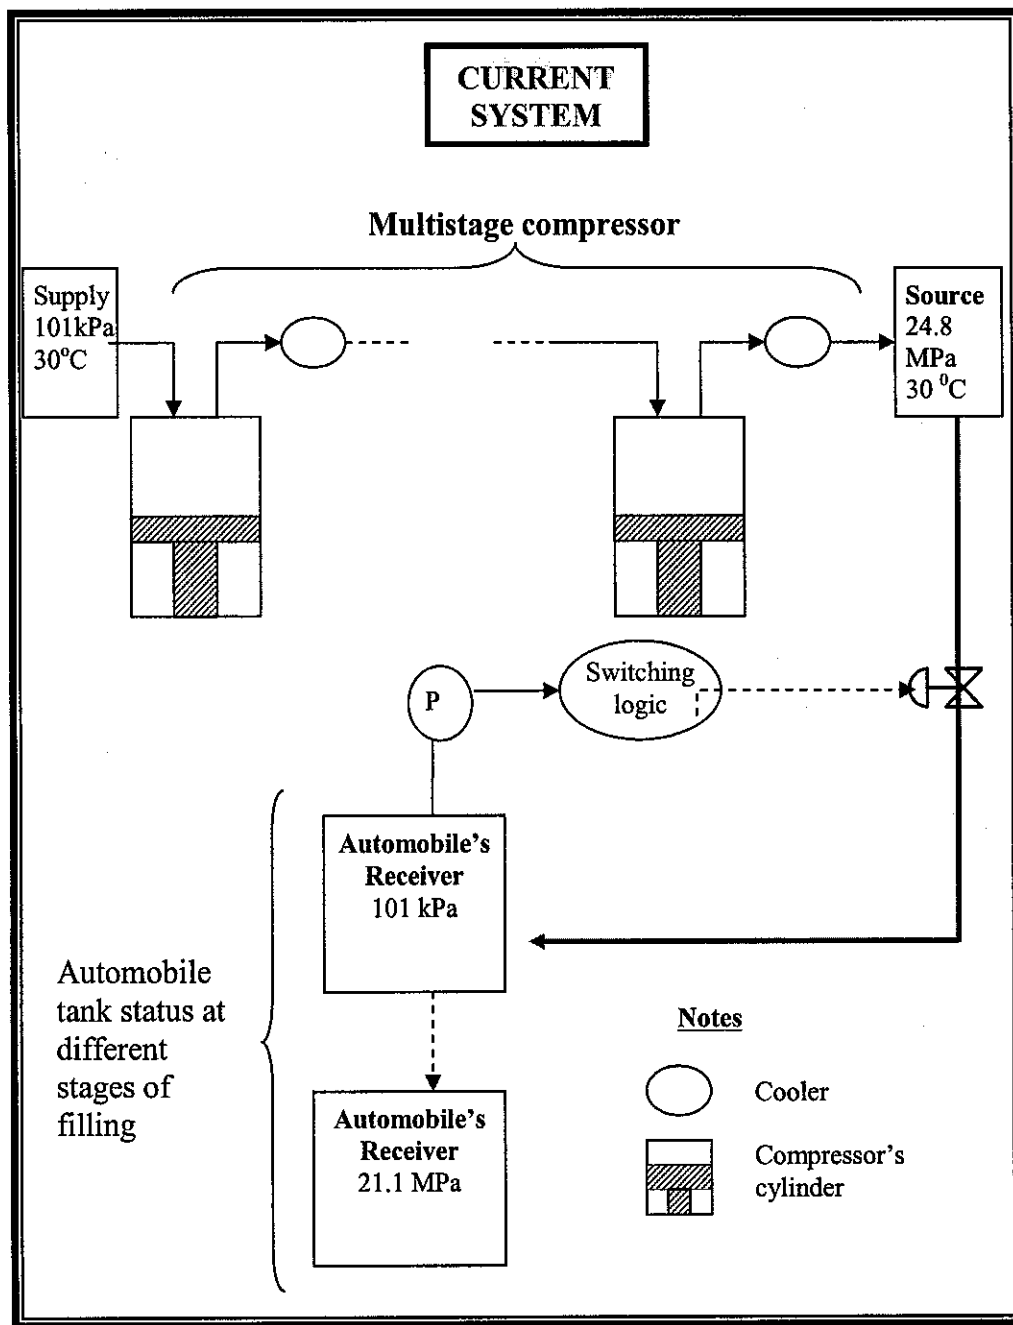 CURRENT
SYSTEM
Multistage compressor
Supply
101kPa
30°C
Source
24.8
MPa
30 ⁰C
P
Switching
logic
Automobile's
Receiver
101 kPa
Automobile
tank status at
different
stages of
filling
Automobile's
Receiver
21.1 MPa
Notes
Cooler
Compressor's
cylinder